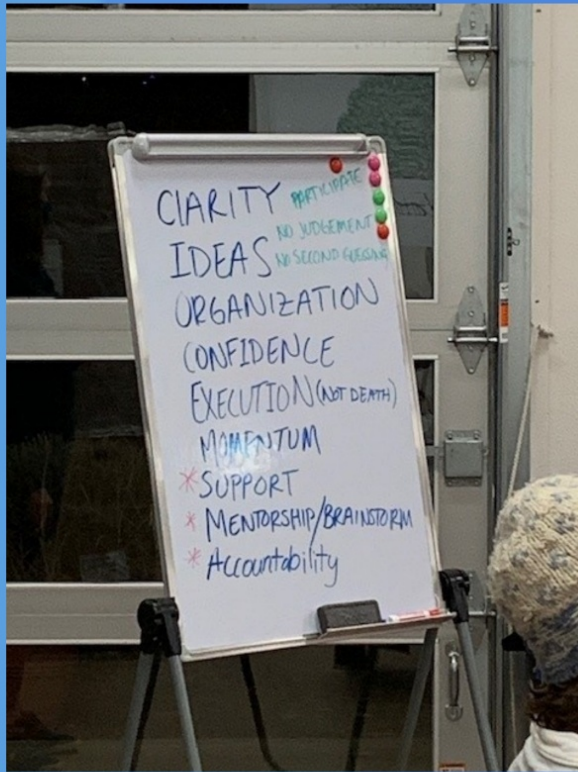 CLARITY PARTICIPATE
IDEAS NO JUDGEMENT
NO SECOND GUESSING
ORGANIZATION
CONFIDENCE
EXECUTION (NOT DEATH)
MOMENTUM
* SUPPORT
* MENTORSHIP/BRAINSTORM
* Accountability